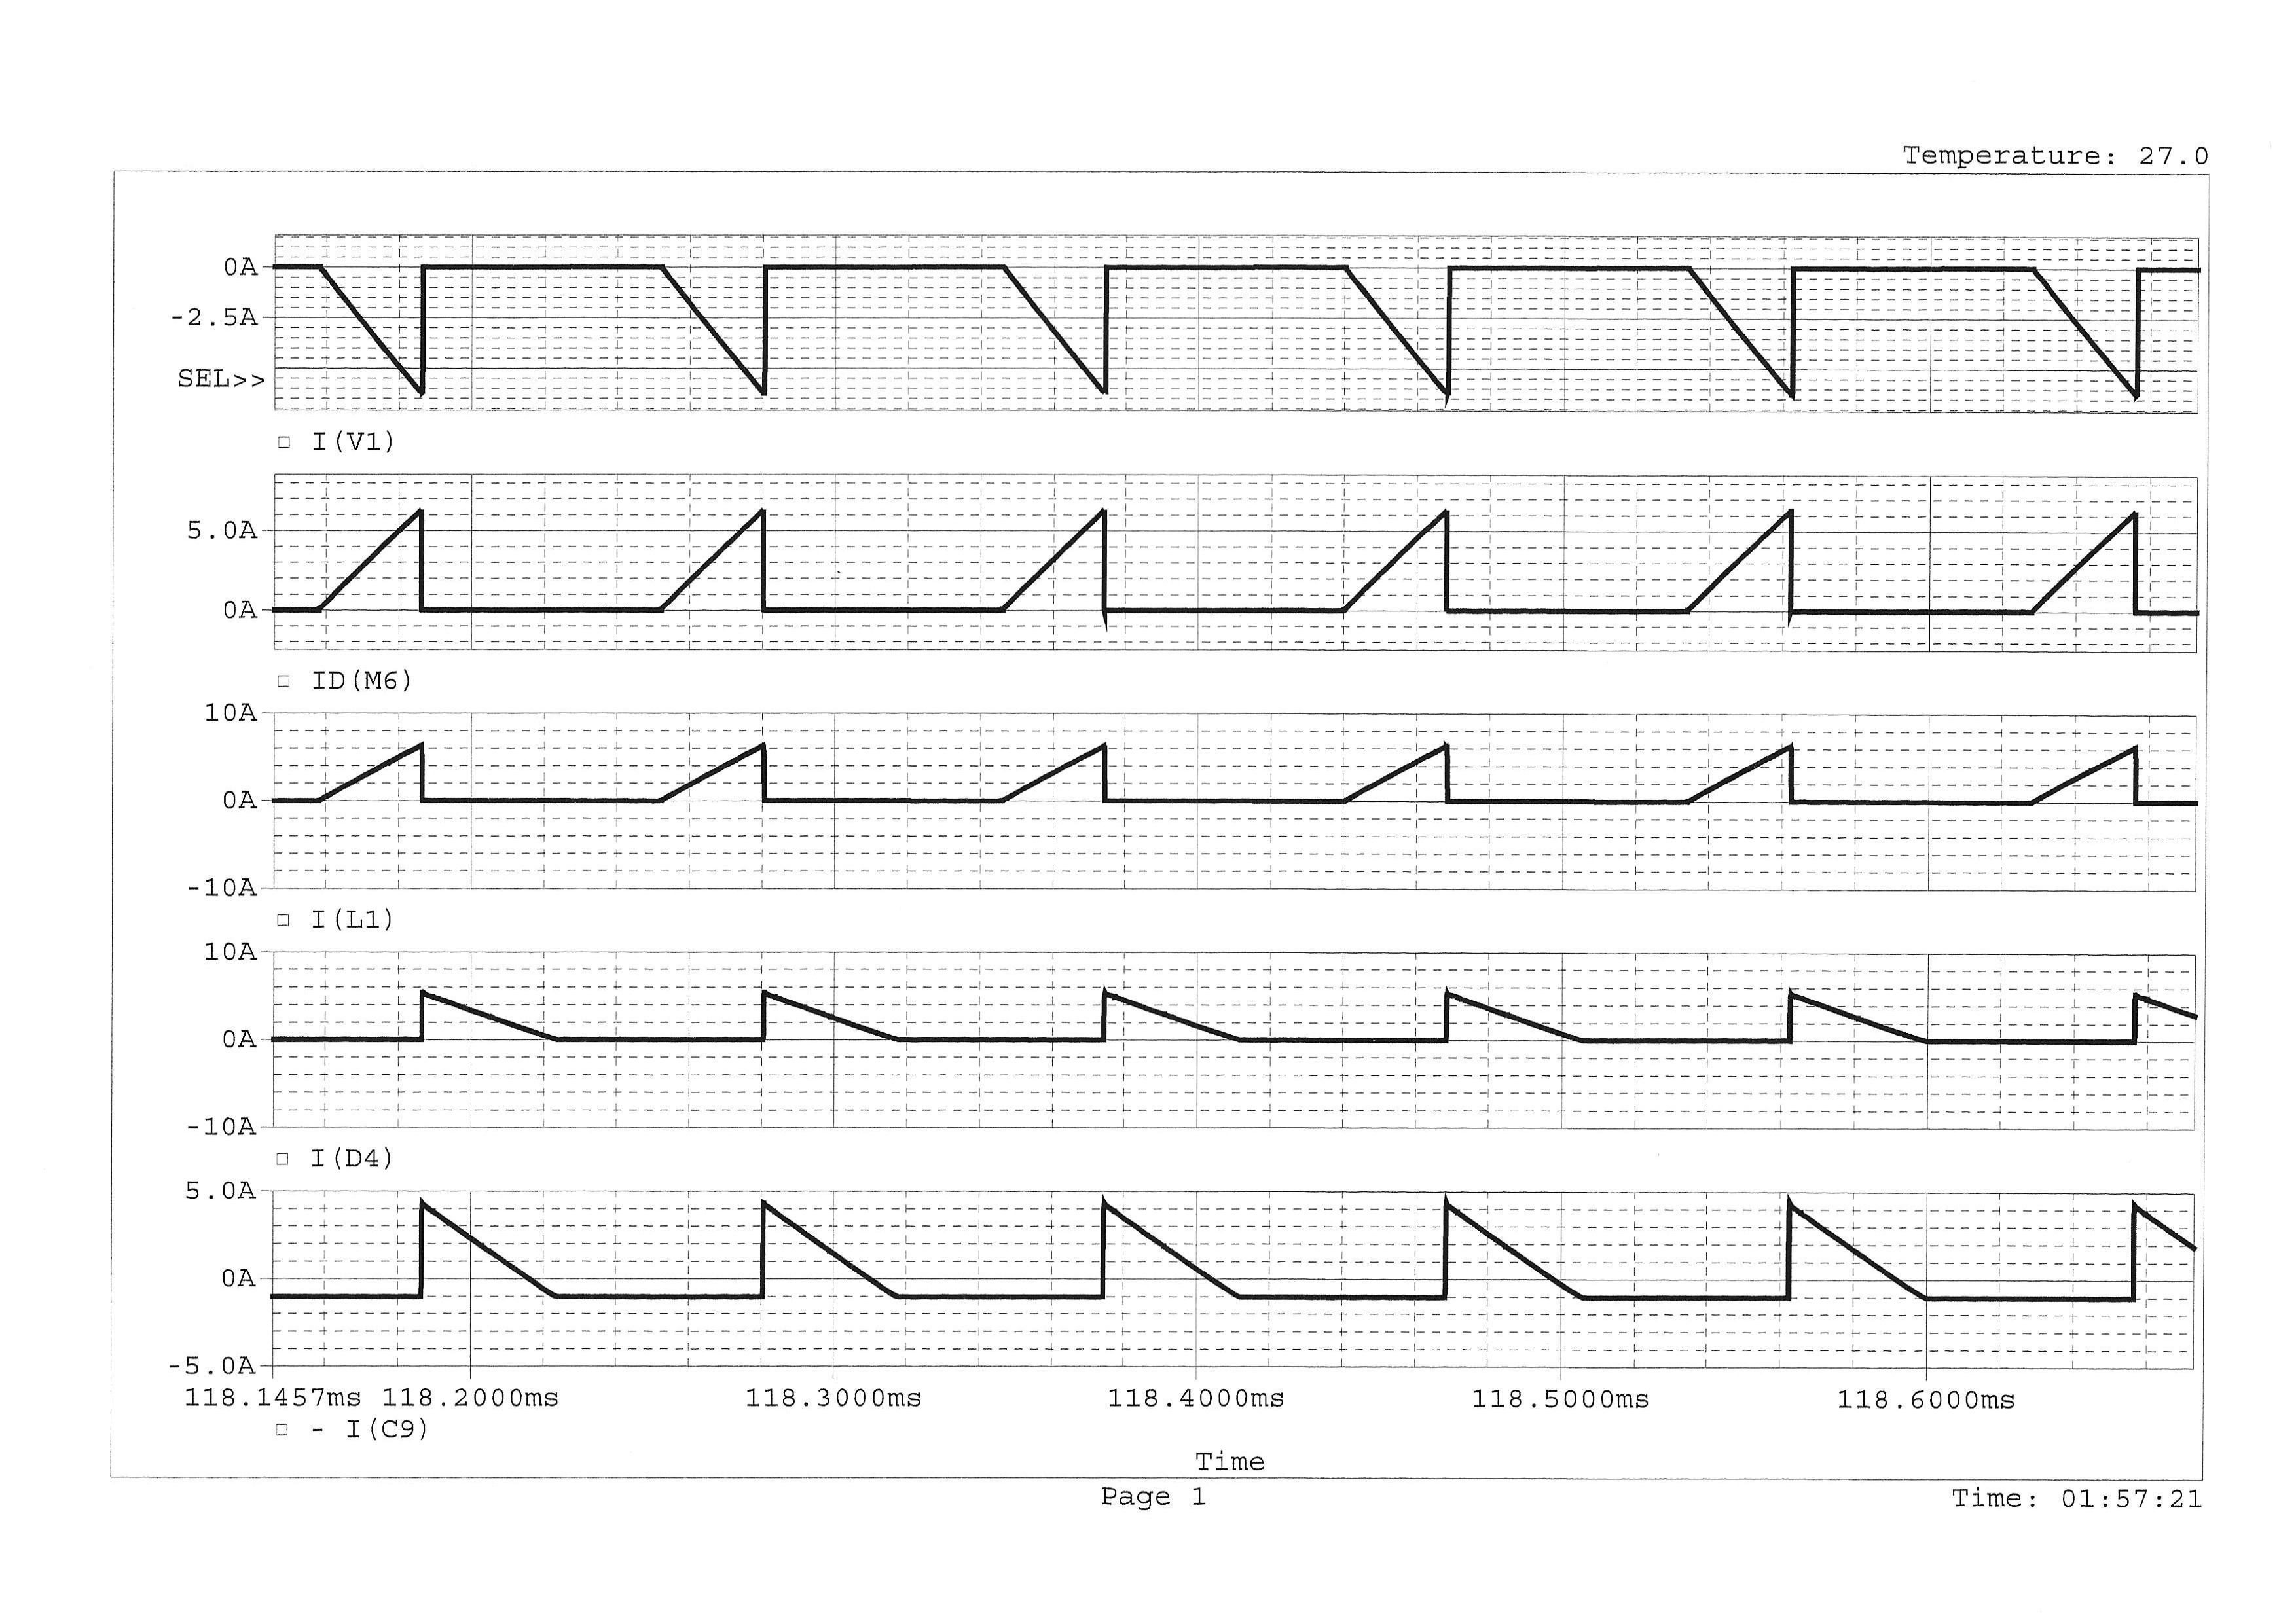 Temperature: 27.0
0A
-2.5A
SEL>>
I(V1)
5.0A
0A
ID(M6)
10A
0A
-10A
I(L1)
10A
0A
-10A
I(D4)
5.0A
0A
-5.0A
118.1457ms 118.2000ms 118.3000ms 118.4000ms 118.5000ms 118.6000ms
- I(C9)
Time
Page 1
Time: 01:57:21